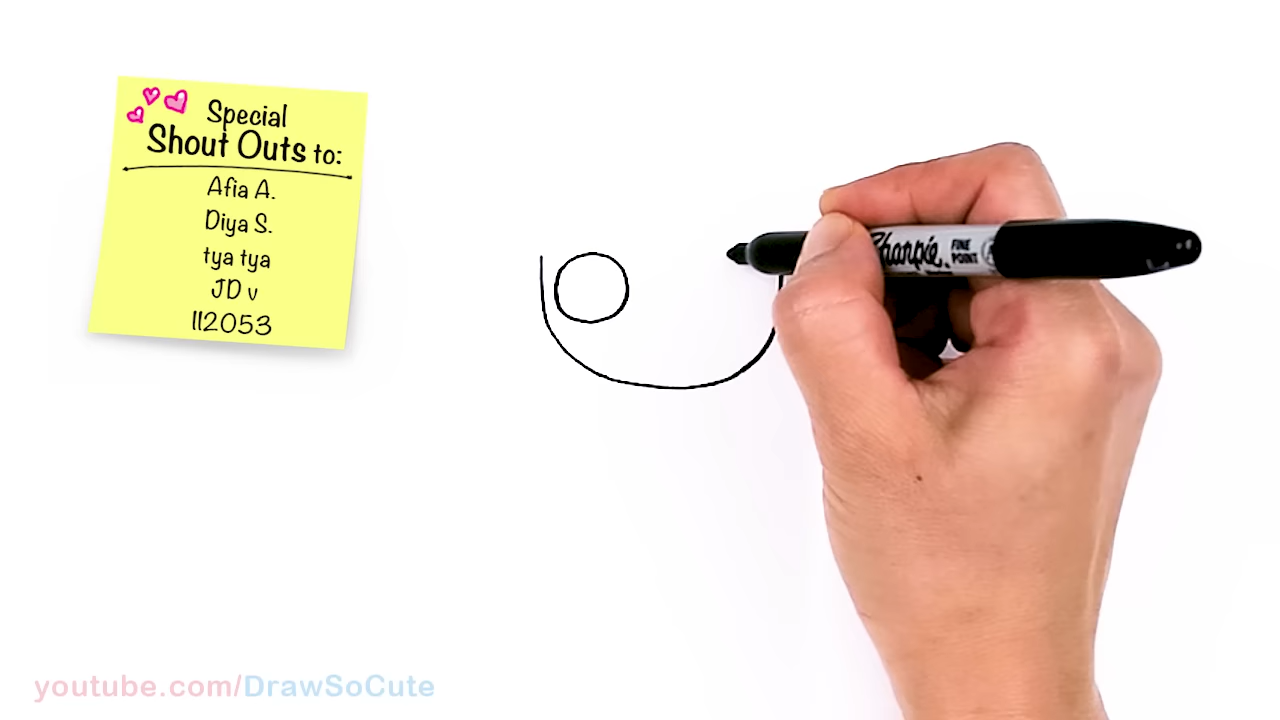 Special
Shout Outs to:
Afia A.
Diya S.
tya tya
JD v
112053
Sharpie
FINE
POINT
youtube.com/DrawSoCute